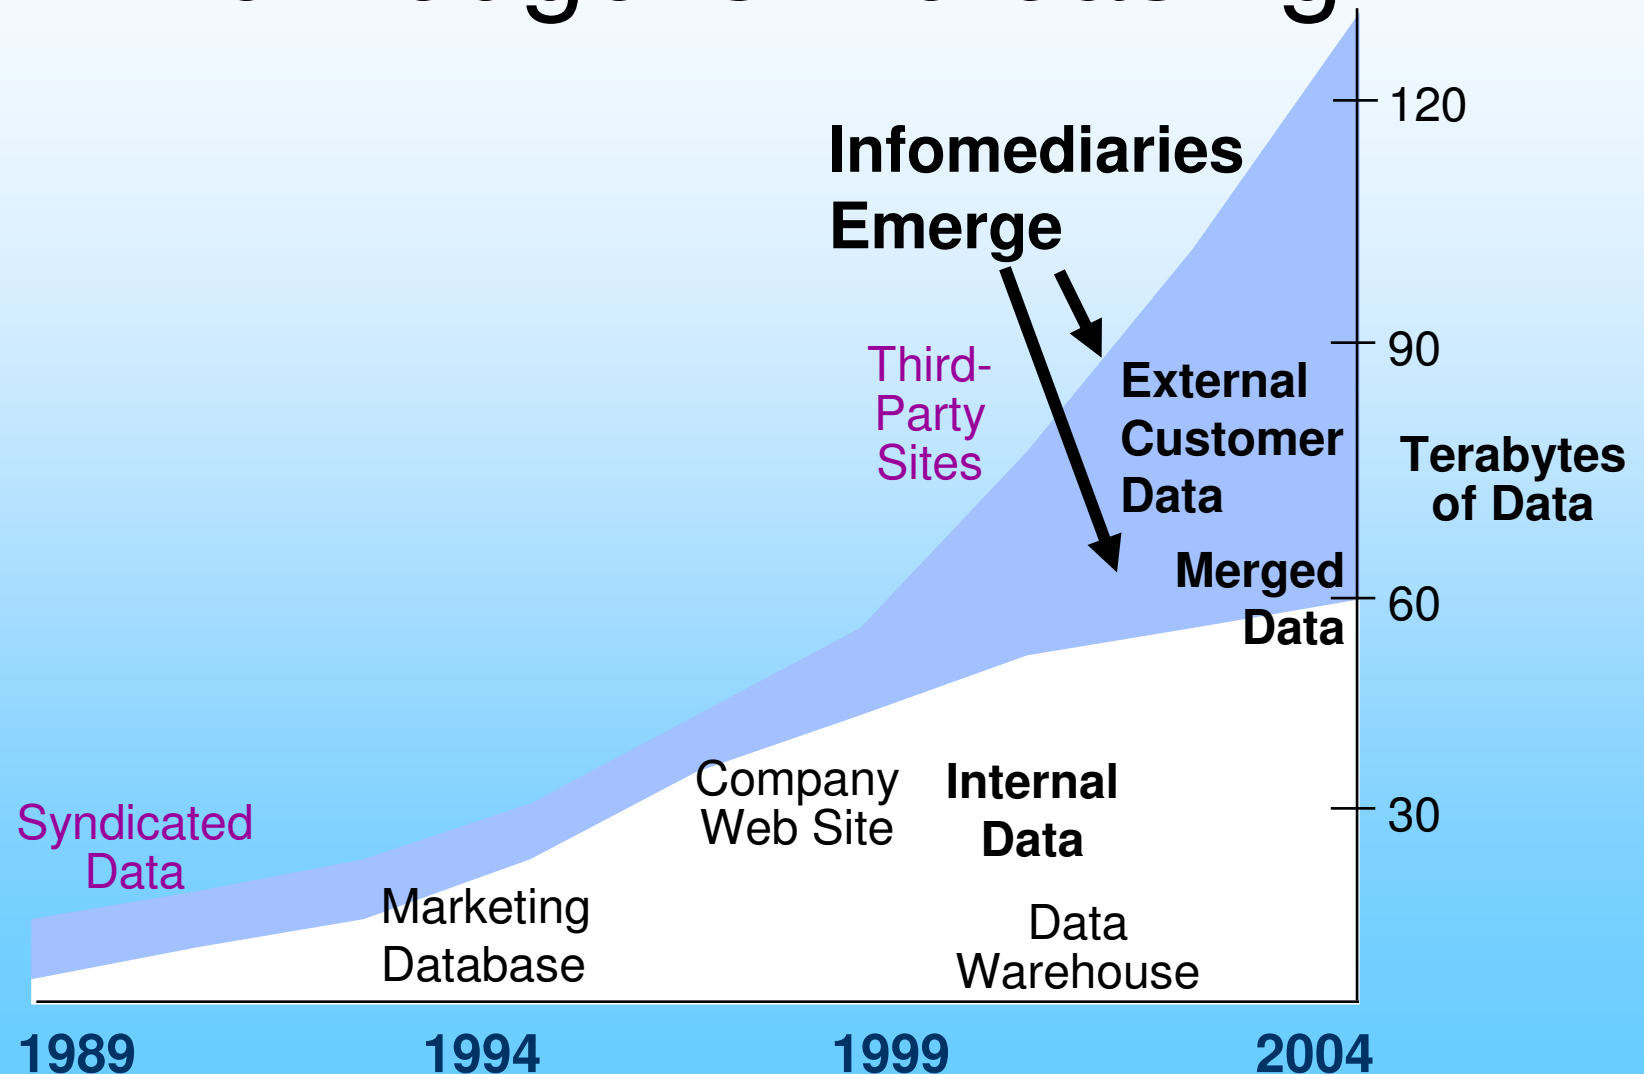 120
Infomediaries
Emerge
90
Third-
Party
Sites
External
Customer
Data
Terabytes
of Data
Merged
Data
60
Company
Web Site
Internal
Data
30
Syndicated
Data
Marketing
Database
Data
Warehouse
1989 1994 1999 2004